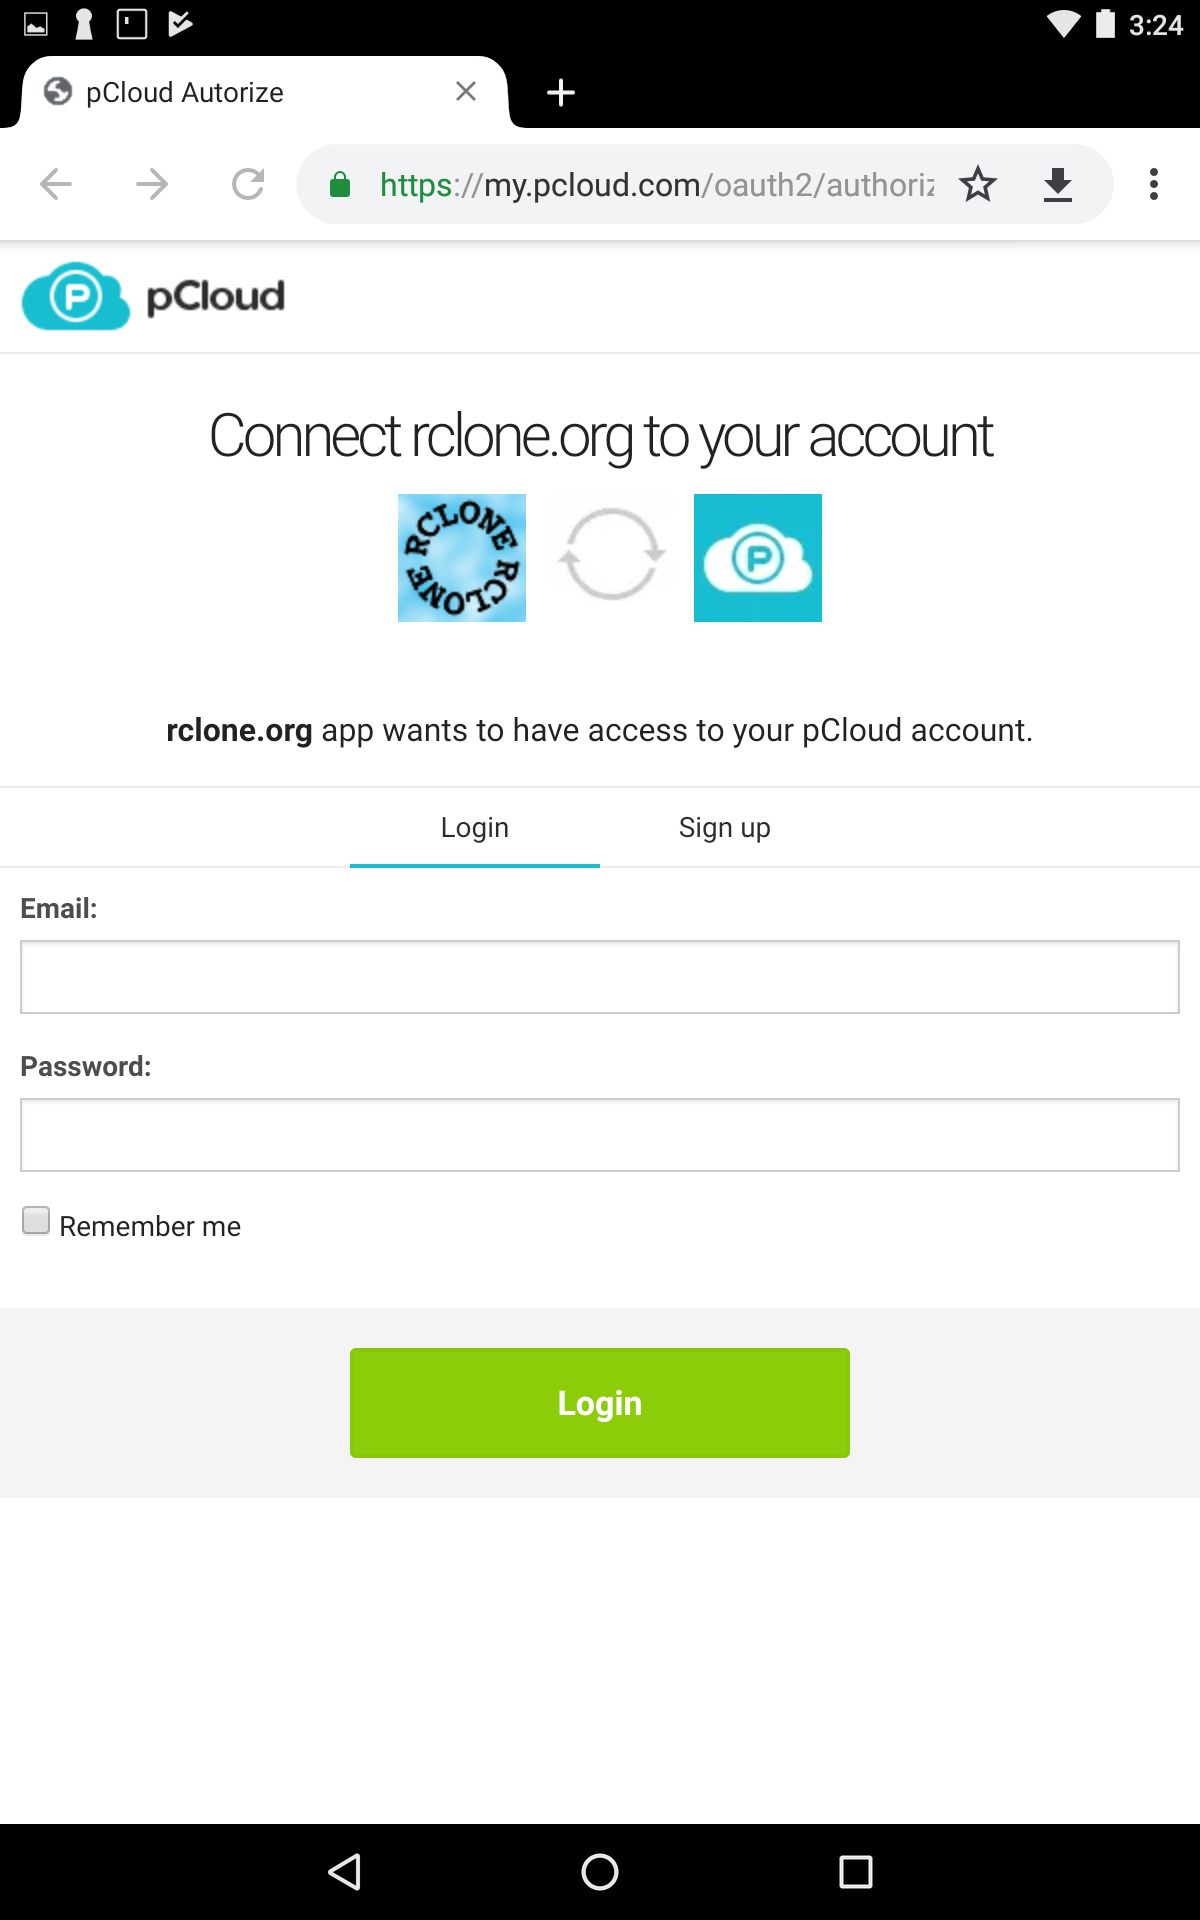 3:24
pCloud Autorize
https://my.pcloud.com/oauth2/authoriz
P pCloud
Connect rclone.org to your account
RCLONE RCLONE
P
rclone.org app wants to have access to your pCloud account.
Login Sign up
Email:
Password:
Remember me
Login